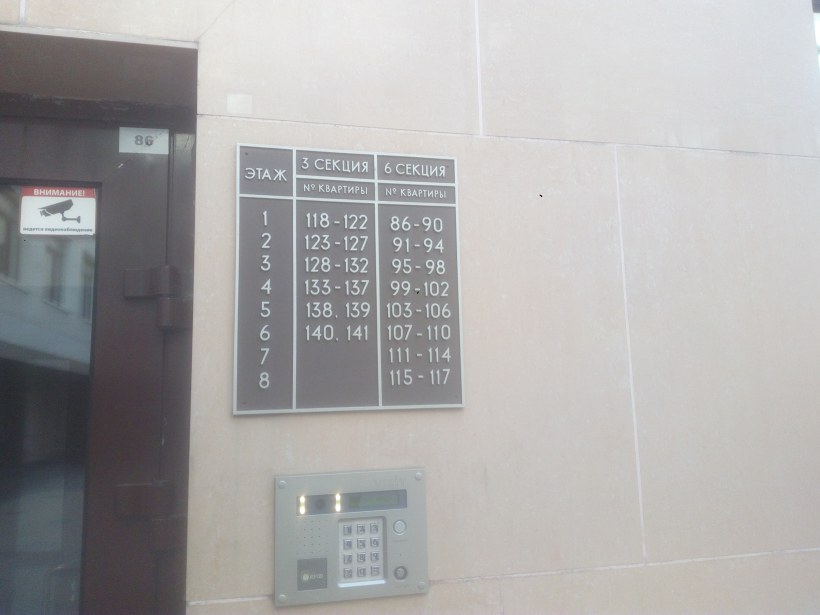 86
ВНИМАНИЕ!
ведется видеонаблюдение
ЭТАЖ 3 СЕКЦИЯ 6 СЕКЦИЯ
№ КВАРТИРЫ № КВАРТИРЫ
1 118-122 86-90
2 123-127 91-94
3 128-132 95-98
4 133-137 99-102
5 138, 139 103-106
6 140, 141 107-110
7 111-114
8 115-117